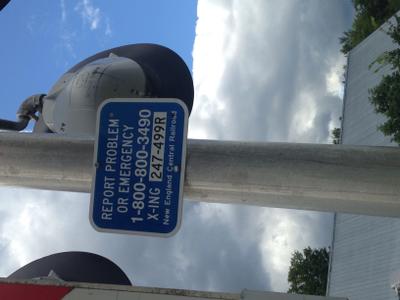 REPORT PROBLEM
OR EMERGENCY
1-800-800-3490
X-ING 247-499R
New England Central Railroad